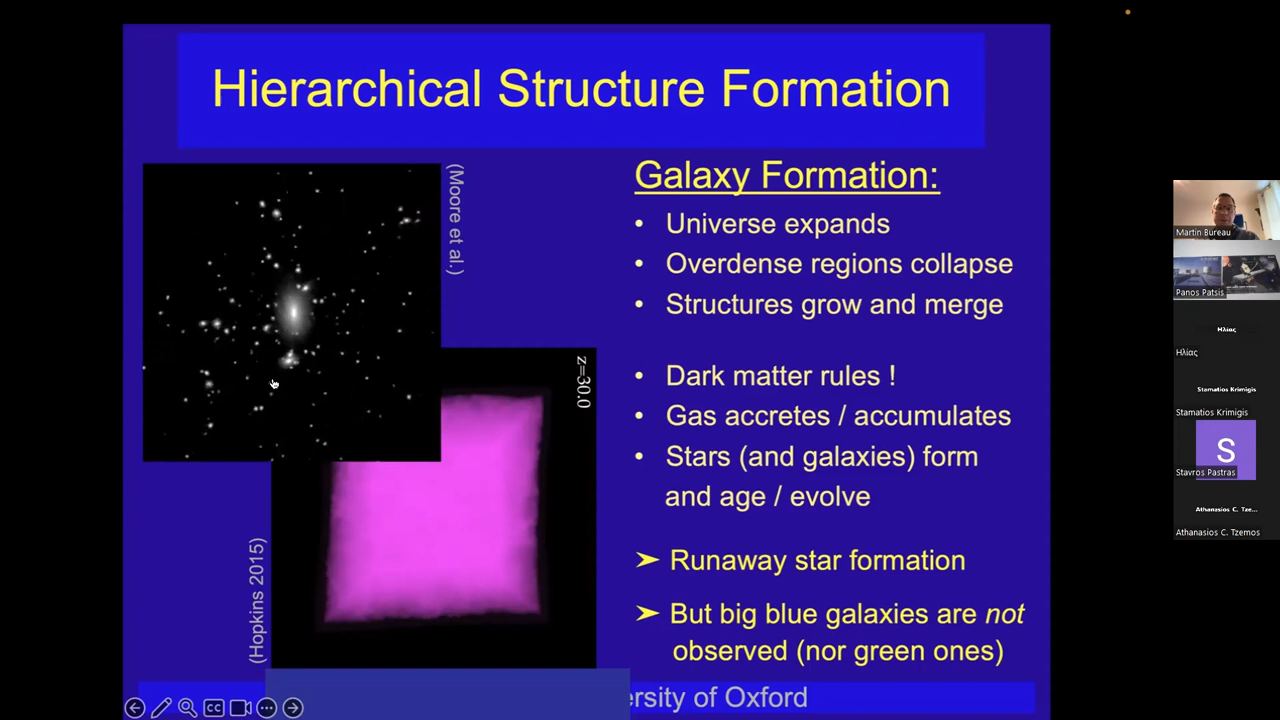 Hierarchical Structure Formation
(Moore et al.)
z=30.0
(Hopkins 2015)
Galaxy Formation:
• Universe expands
• Overdense regions collapse
• Structures grow and merge
• Dark matter rules !
• Gas accretes / accumulates
• Stars (and galaxies) form
and age / evolve
➤ Runaway star formation
➤ But big blue galaxies are not
observed (nor green ones)
ersity of Oxford
CC
Martin Bureau
Panos Patsis
Ηλίας
Ηλίας
Stamatios Krimigis
Stamatios Krimigis
S
Stavros Pastras
Athanasios C. Tze...
Athanasios C. Tzemos